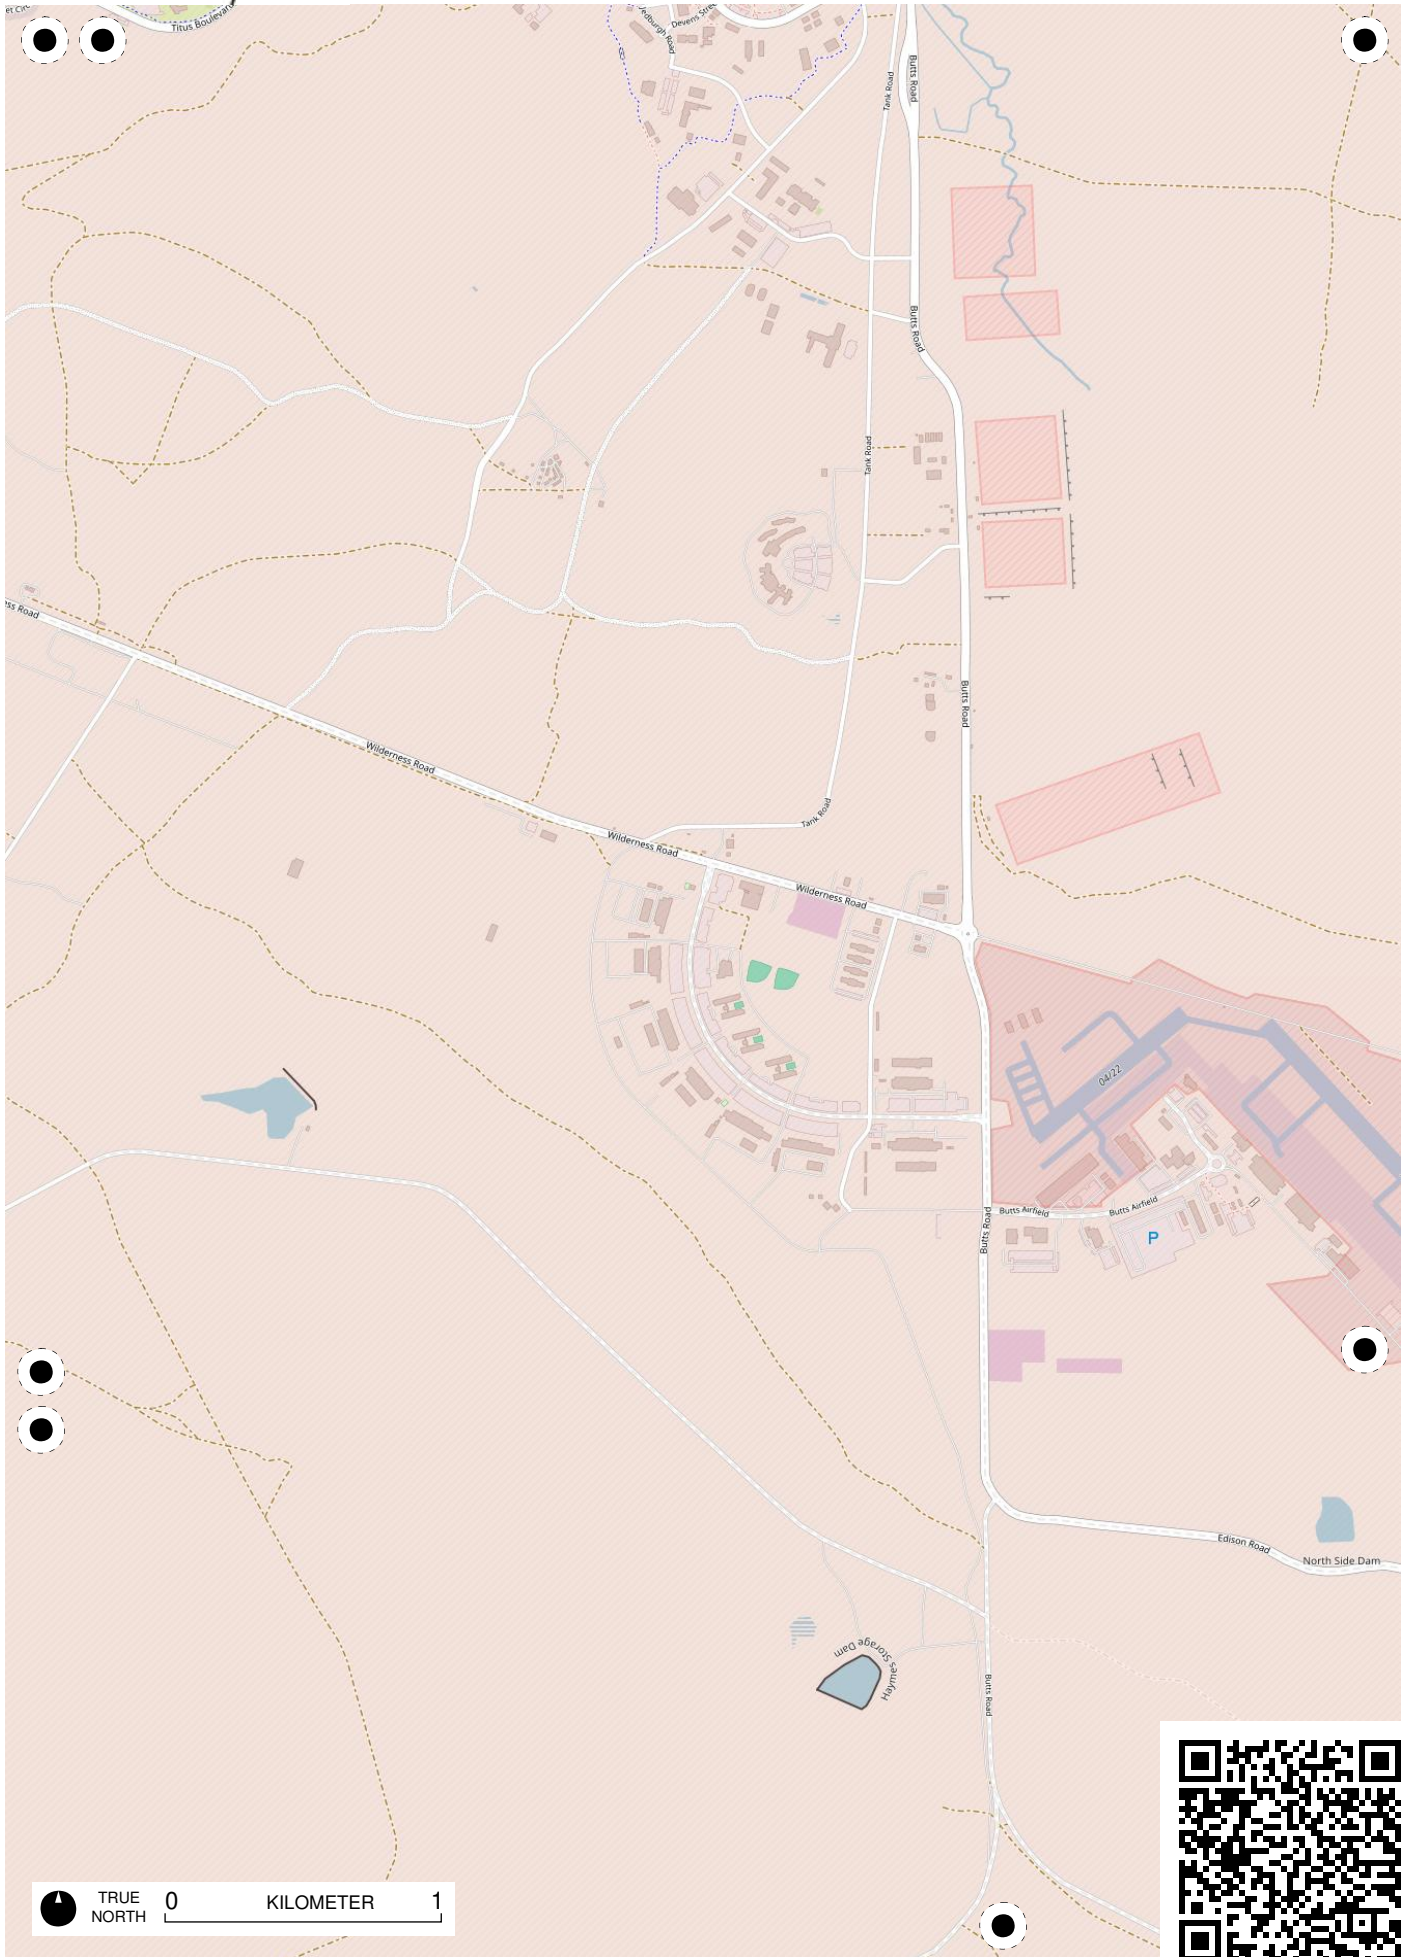 Titus Boulevard
Jedburgh Road
Devens Stre
Tank Road
Butts Road
Butts Road
Tank Road
ess Road
Butts Road
Wilderness Road
Tank Road
Wilderness Road
Wilderness Road
04/22
Butts Airfield
Butts Airfield
Butts Road
P
Edison Road
North Side Dam
Haymes Storage Dam
Butts Road
TRUE
NORTH
0 KILOMETER 1